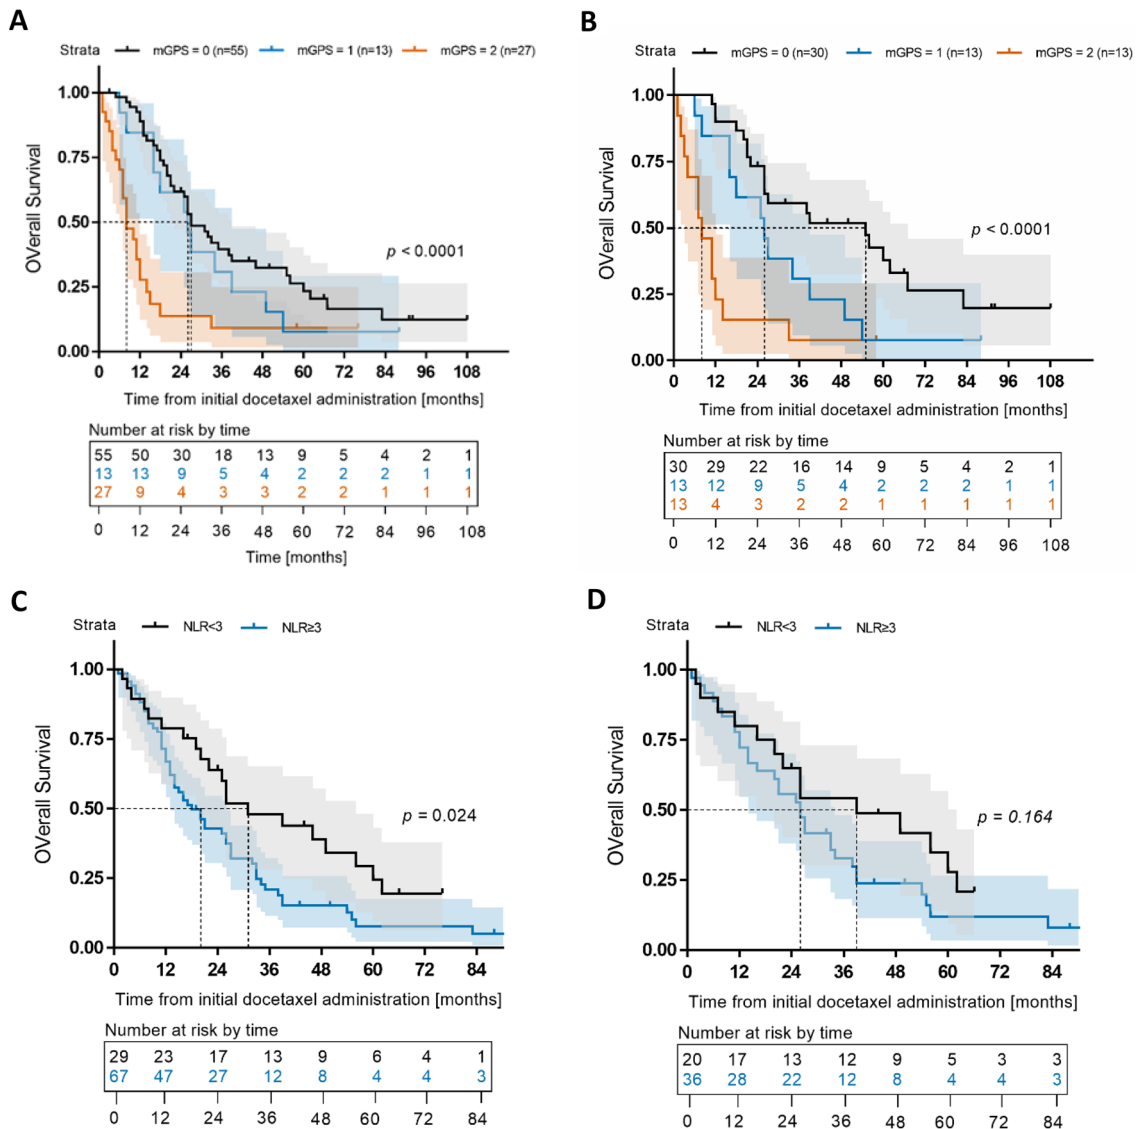 A
Strata mGPS = 0 (n=55) mGPS = 1 (n=13) mGPS = 2 (n=27)
OVerall Survival
1.00
0.75
0.50
0.25
0.00
p < 0.0001
0 12 24 36 48 60 72 84 96 108
Time from initial docetaxel administration [months]
Number at risk by time
55 50 30 18 13 9 5 4 2 1
13 13 9 5 4 2 2 2 1 1
27 9 4 3 3 2 2 1 1 1
0 12 24 36 48 60 72 84 96 108
Time [months]
B
Strata mGPS = 0 (n=30) mGPS = 1 (n=13) mGPS = 2 (n=13)
OVerall Survival
1.00
0.75
0.50
0.25
0.00
p < 0.0001
0 12 24 36 48 60 72 84 96 108
Time from initial docetaxel administration [months]
Number at risk by time
30 29 22 16 14 9 5 4 2 1
13 12 9 5 4 2 2 2 1 1
13 4 3 2 2 1 1 1 1 1
0 12 24 36 48 60 72 84 96 108
C
Strata NLR<3 NLR≥3
OVerall Survival
1.00
0.75
0.50
0.25
0.00
p = 0.024
0 12 24 36 48 60 72 84
Time from initial docetaxel administration [months]
Number at risk by time
29 23 17 13 9 6 4 1
67 47 27 12 8 4 4 3
0 12 24 36 48 60 72 84
D
Strata NLR<3 NLR≥3
OVerall Survival
1.00
0.75
0.50
0.25
0.00
p = 0.164
0 12 24 36 48 60 72 84
Time from initial docetaxel administration [months]
Number at risk by time
20 17 13 12 9 5 3 3
36 28 22 12 8 4 4 3
0 12 24 36 48 60 72 84